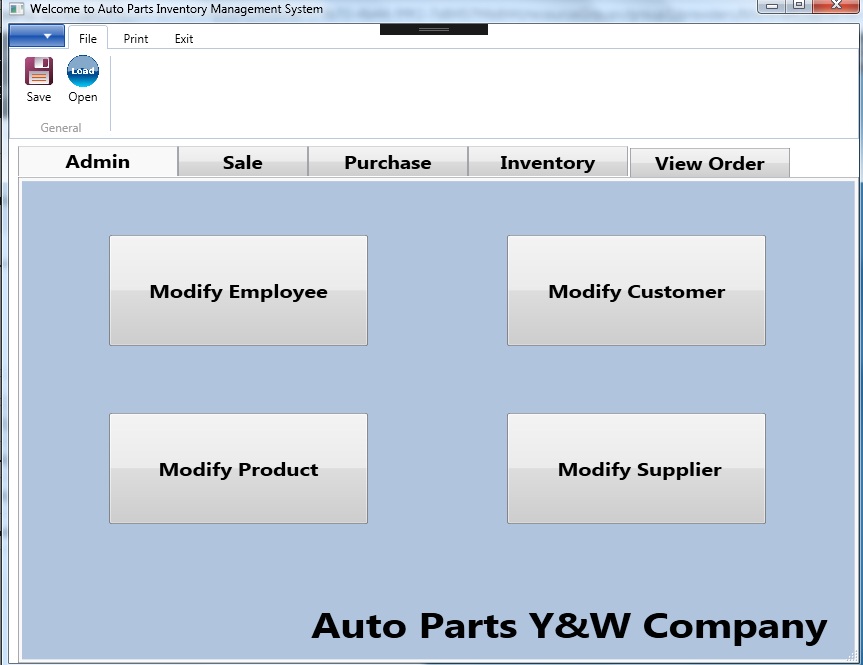 Welcome to Auto Parts Inventory Management System
File Print Exit
Load
Save Open
General
Admin Sale Purchase Inventory View Order
Modify Employee Modify Customer
Modify Product Modify Supplier
Auto Parts Y&W Company